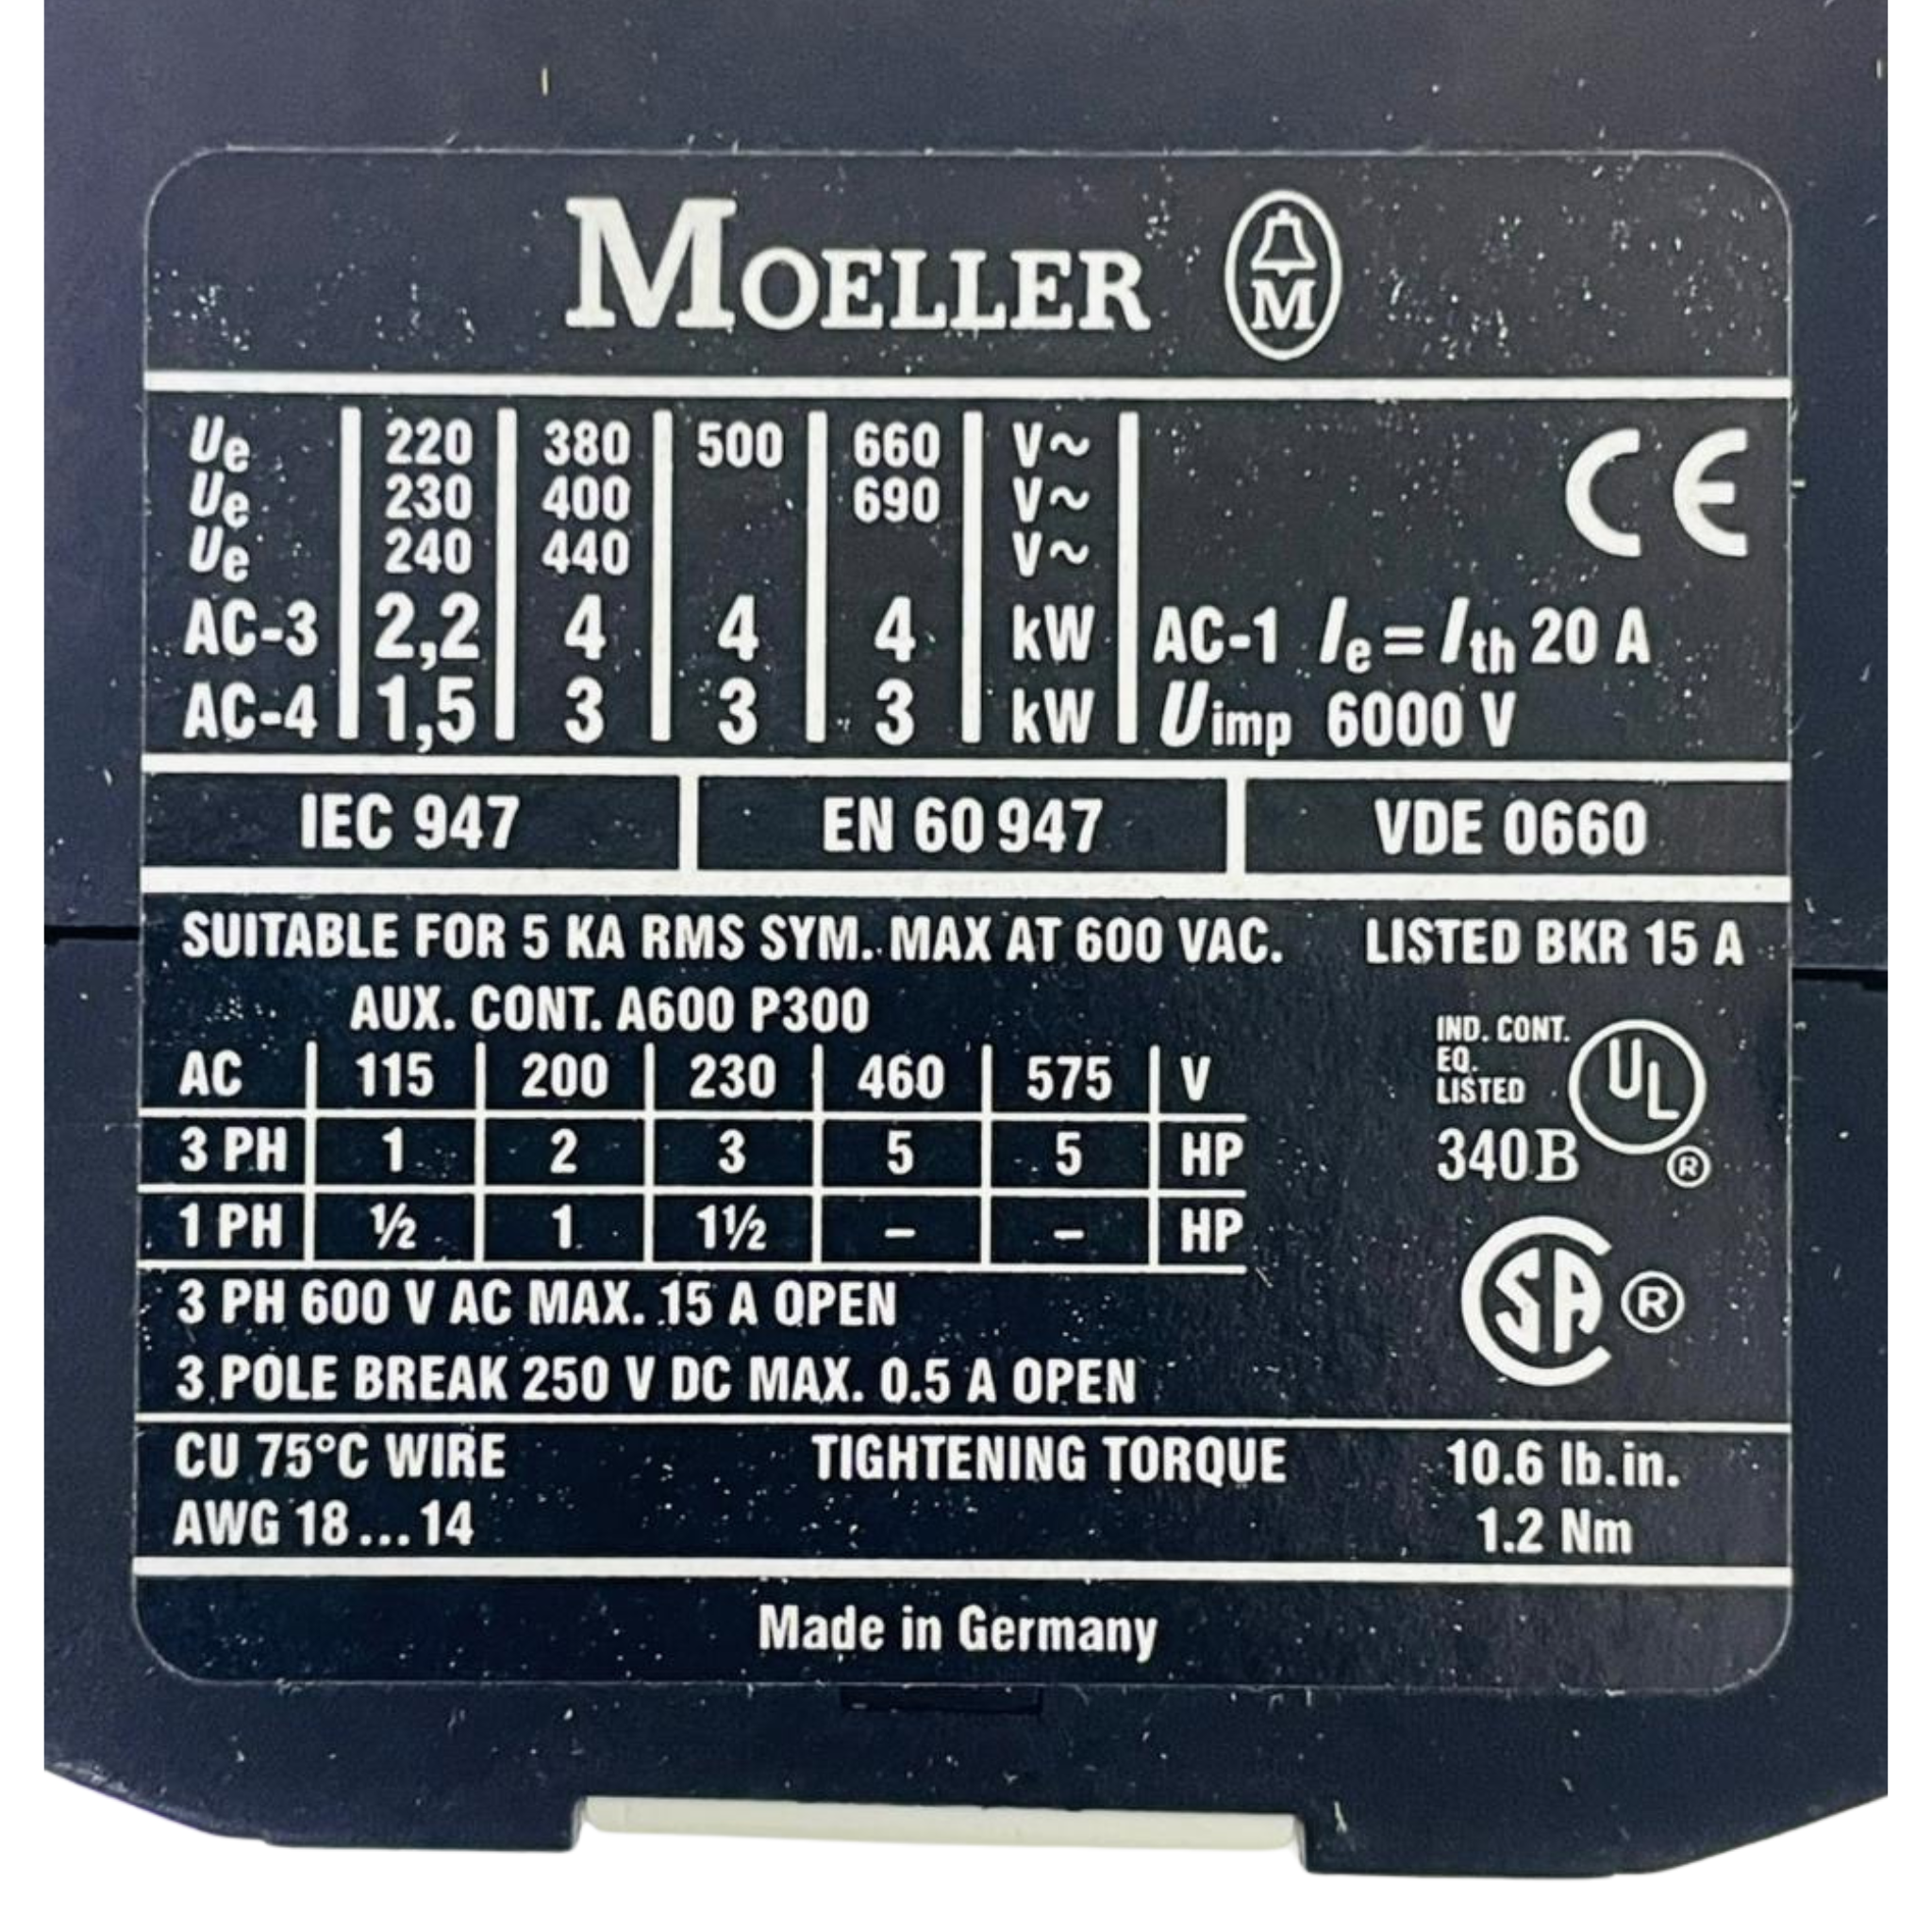 MOELLER M
Ue 220 380 500 660 V~
Ue 230 400 690 V~
Ue 240 440 V~
CE
AC-3 2,2 4 4 4 kW AC-1 Ie = Ith 20 A
AC-4 1,5 3 3 3 kW Uimp 6000 V
IEC 947 EN 60 947 VDE 0660
SUITABLE FOR 5 KA RMS SYM. MAX AT 600 VAC. LISTED BKR 15 A
AUX. CONT. A600 P300
AC 115 200 230 460 575 V
3 PH 1 2 3 5 5 HP
1 PH ½ 1 1½ – – HP
IND. CONT.
EQ.
LISTED UL
340B ®
SA ®
3 PH 600 V AC MAX. 15 A OPEN
3 POLE BREAK 250 V DC MAX. 0.5 A OPEN
CU 75°C WIRE TIGHTENING TORQUE 10.6 lb.in.
AWG 18...14 1.2 Nm
Made in Germany